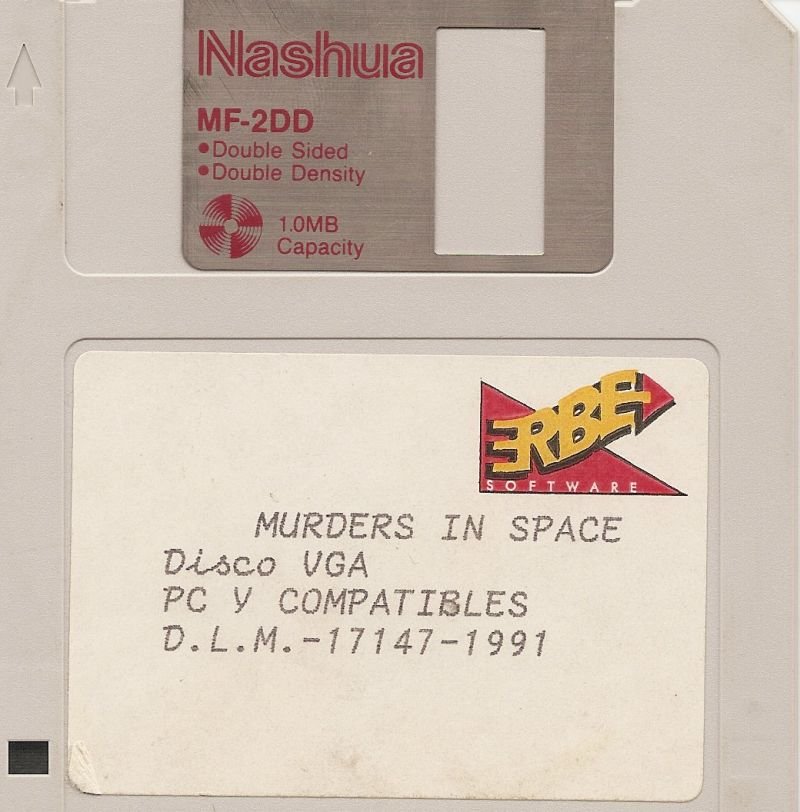 Nashua
MF-2DD
•Double Sided
•Double Density
1.0MB
Capacity
ERBE
SOFTWARE
MURDERS IN SPACE
Disco VGA
PC Y COMPATIBLES
D.L.M.-17147-1991